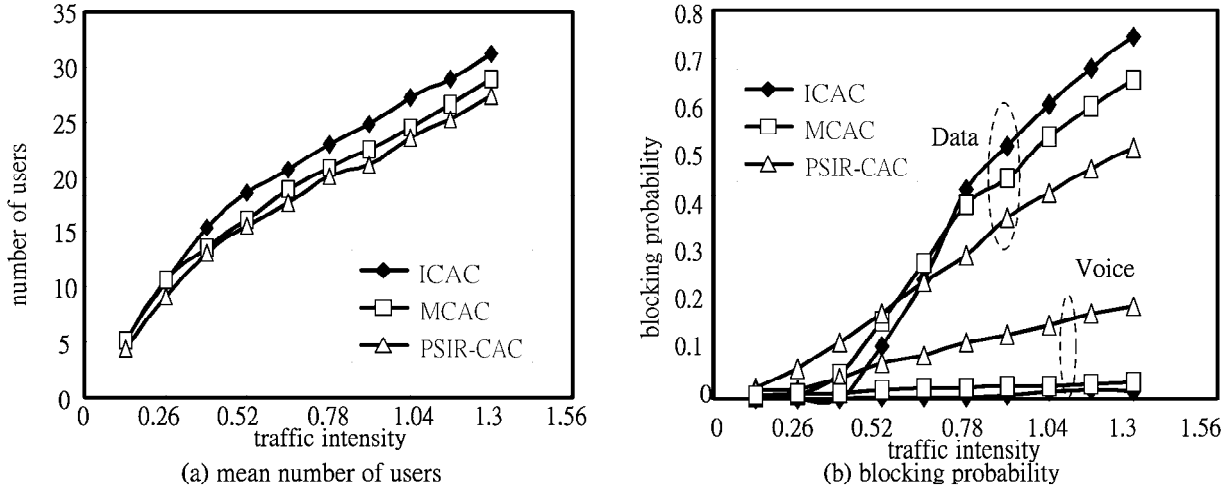 35
30
25
20
15
10
5
0
number of users
ICAC
MCAC
PSIR-CAC
0 0.26 0.52 0.78 1.04 1.3 1.56
traffic intensity
(a) mean number of users
0.8
0.7
0.6
0.5
0.4
0.3
0.2
0.1
0
blocking probability
ICAC
MCAC
PSIR-CAC
Data
Voice
0 0.26 0.52 0.78 1.04 1.3 1.56
traffic intensity
(b) blocking probability